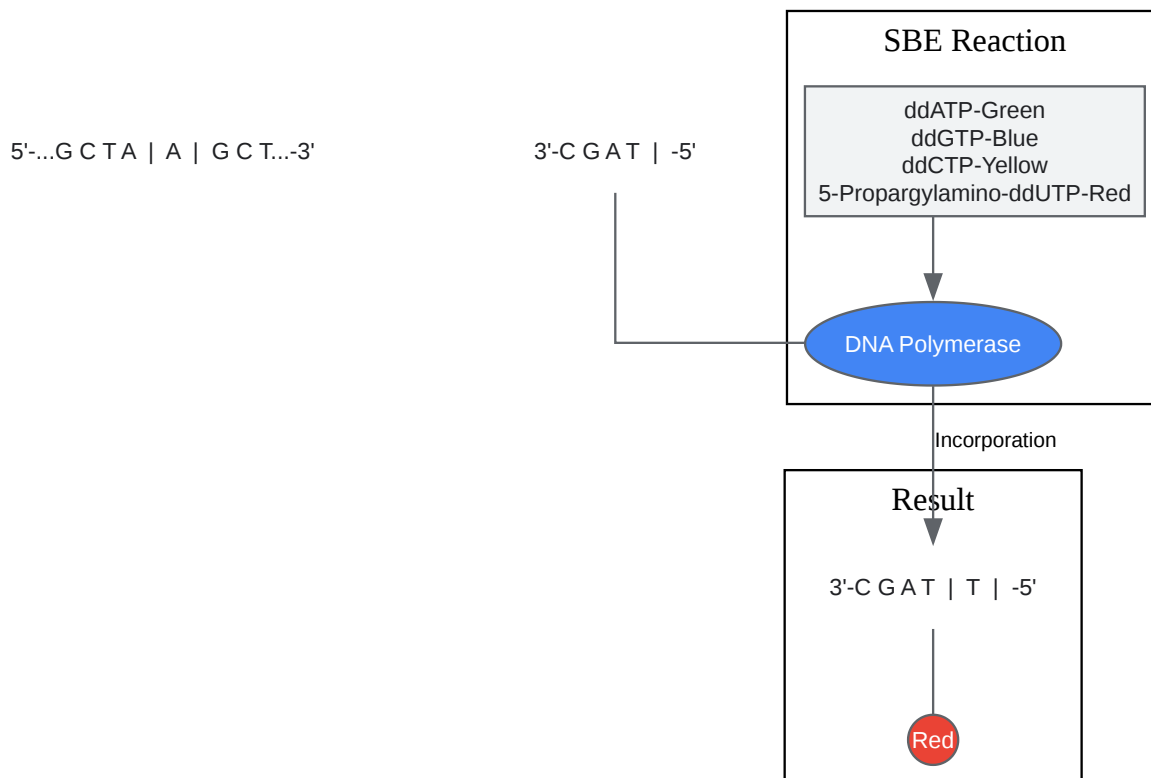 SBE Reaction
ddATP-Green
ddGTP-Blue
ddCTP-Yellow
5-Propargylamino-ddUTP-Red
5'-...G C T A | A | G C T...-3'
3'-C G A T | -5'
DNA Polymerase
Incorporation
Result
3'-C G A T | T | -5'
Red